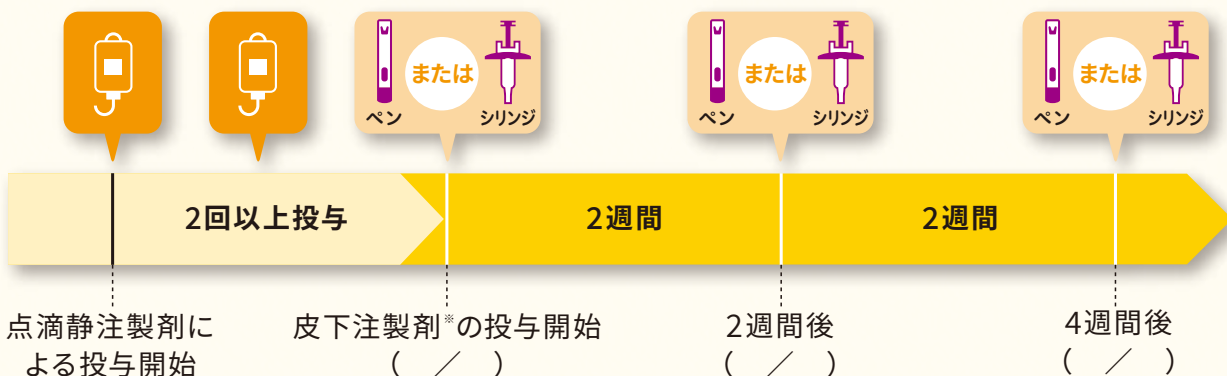 または
ペン シリンジ
または
ペン シリンジ
または
ペン シリンジ
2回以上投与
2週間
2週間
点滴静注製剤に
よる投与開始
皮下注製剤※の投与開始
( / )
2週間後
( / )
4週間後
( / )